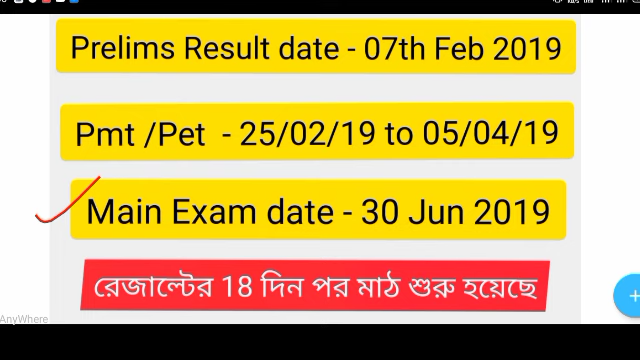 Prelims Result date - 07th Feb 2019
Pmt /Pet - 25/02/19 to 05/04/19
Main Exam date - 30 Jun 2019
রেজাল্টের 18 দিন পর মাঠ শুরু হয়েছে
AnyWhere